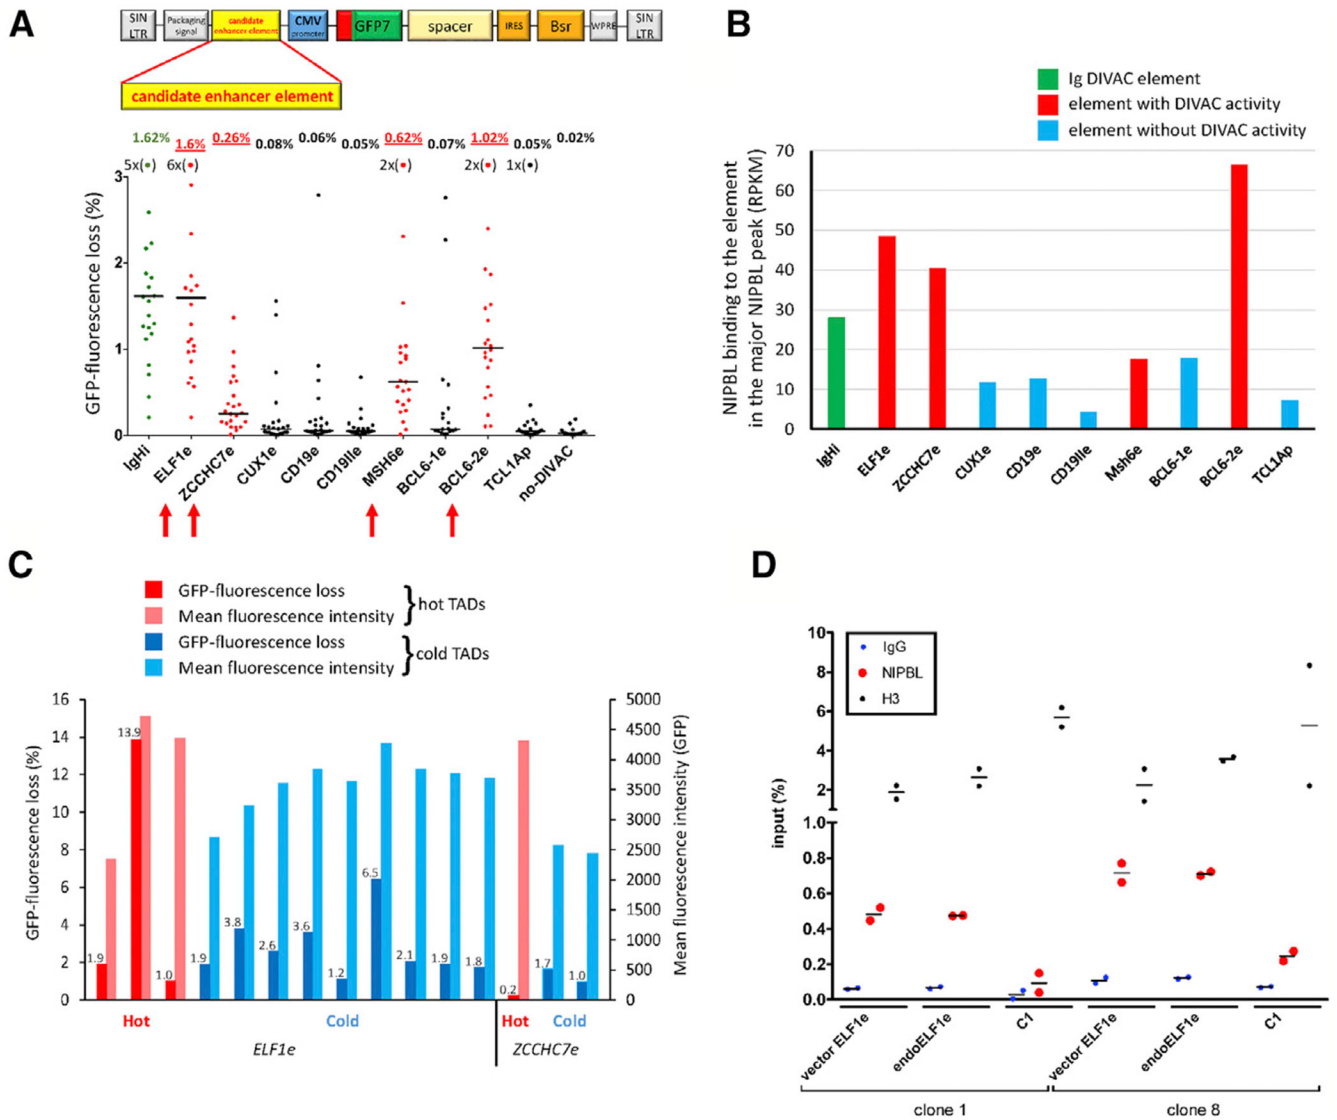 A
SIN LTR
Packaging signal
candidate enhancer element
CMV promoter
GFP7
spacer
IRES
Bsr
WPRE
SIN LTR
candidate enhancer element
1.62% 1.6% 0.26% 0.08% 0.06% 0.05% 0.62% 0.07% 1.02% 0.05% 0.02%
5x(•) 6x(•) 2x(•) 2x(•) 1x(•)
GFP-fluorescence loss (%)
3
2
1
0
IgHi ELF1e ZCCHC7e CUX1e CD19e CD19IIe MSH6e BCL6-1e BCL6-2e TCL1Ap no-DIVAC
B
Ig DIVAC element
element with DIVAC activity
element without DIVAC activity
NIPBL binding to the element
in the major NIPBL peak (RPKM)
70
60
50
40
30
20
10
0
IgHi ELF1e ZCCHC7e CUX1e CD19e CD19IIe Msh6e BCL6-1e BCL6-2e TCL1Ap
C
GFP-fluorescence loss
Mean fluorescence intensity
} hot TADs
GFP-fluorescence loss
Mean fluorescence intensity
} cold TADs
GFP-fluorescence loss (%)
16
14
12
10
8
6
4
2
0
1.9 13.9 1.0 1.9 3.8 2.6 3.6 1.2 6.5 2.1 1.9 1.8 0.2 1.7 1.0
5000
4500
4000
3500
3000
2500
2000
1500
1000
500
0
Mean fluorescence intensity (GFP)
Hot Cold Hot Cold
ELF1e ZCCHC7e
D
IgG
NIPBL
H3
input (%)
10
8
6
4
2
1.0
0.8
0.6
0.4
0.2
0.0
vector ELF1e endoELF1e C1 vector ELF1e endoELF1e C1
clone 1 clone 8